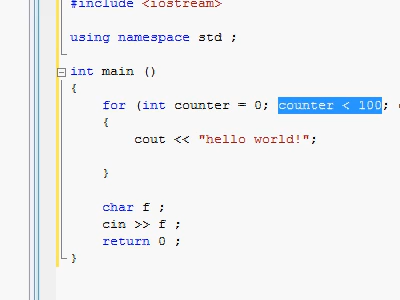 #include <iostream>
using namespace std ;
int main ()
{
for (int counter = 0; counter < 100;
{
cout << "hello world!";
}
char f ;
cin >> f ;
return 0 ;
}